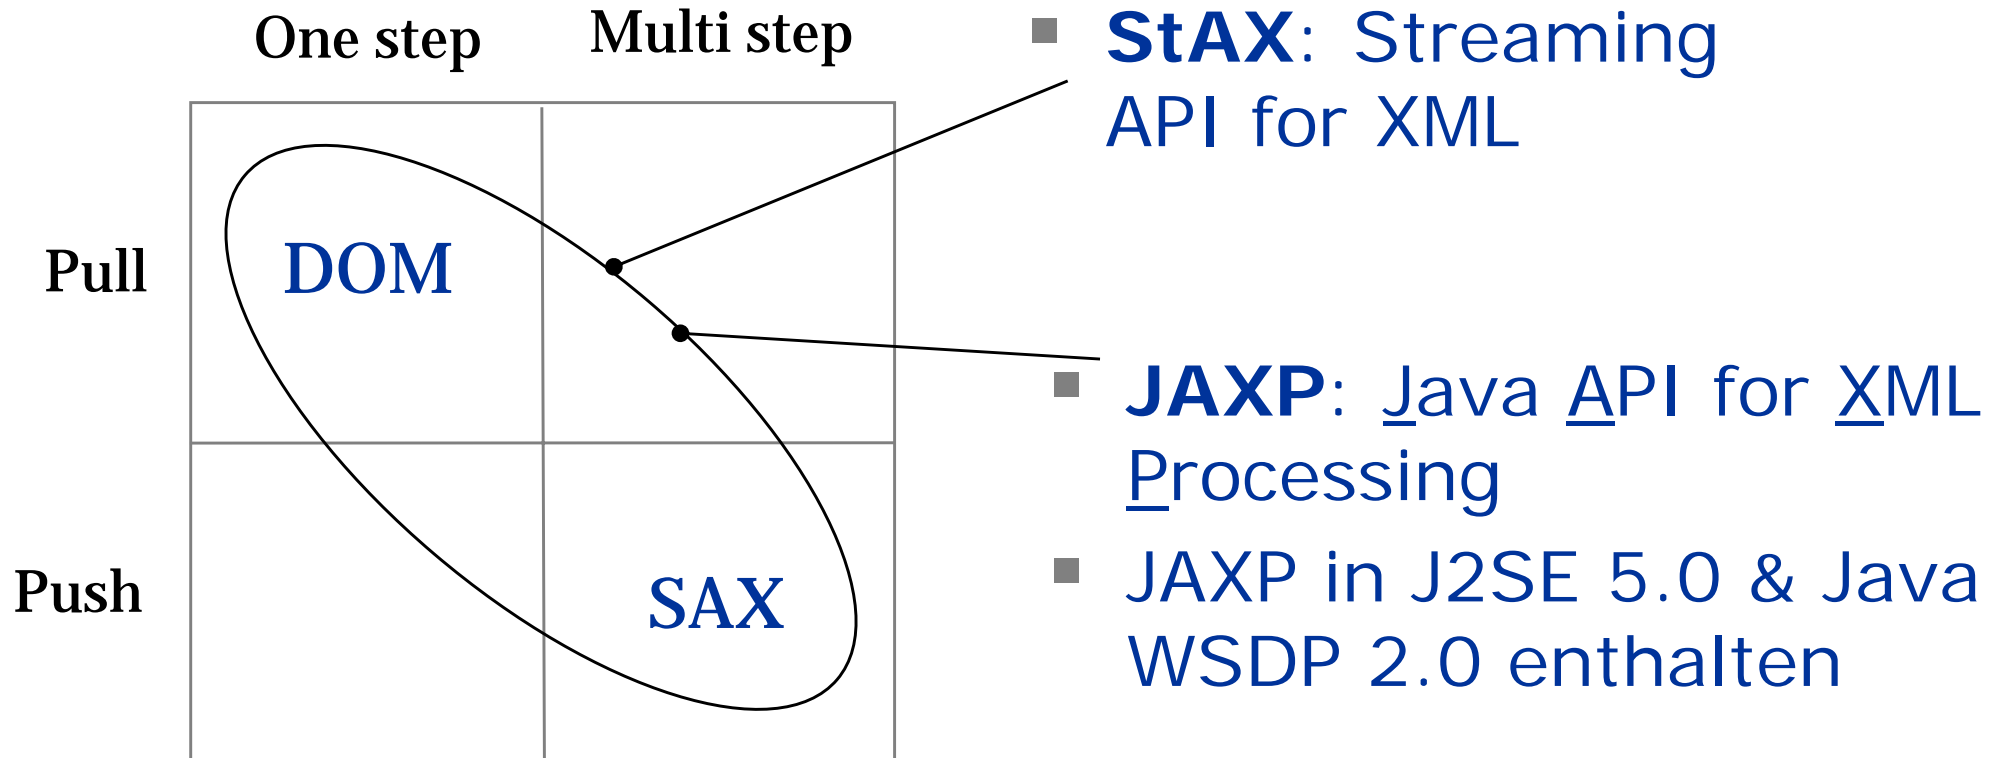 One step Multi step
Pull DOM
Push SAX
StAX: Streaming
API for XML
JAXP: Java API for XML
Processing
JAXP in J2SE 5.0 & Java
WSDP 2.0 enthalten